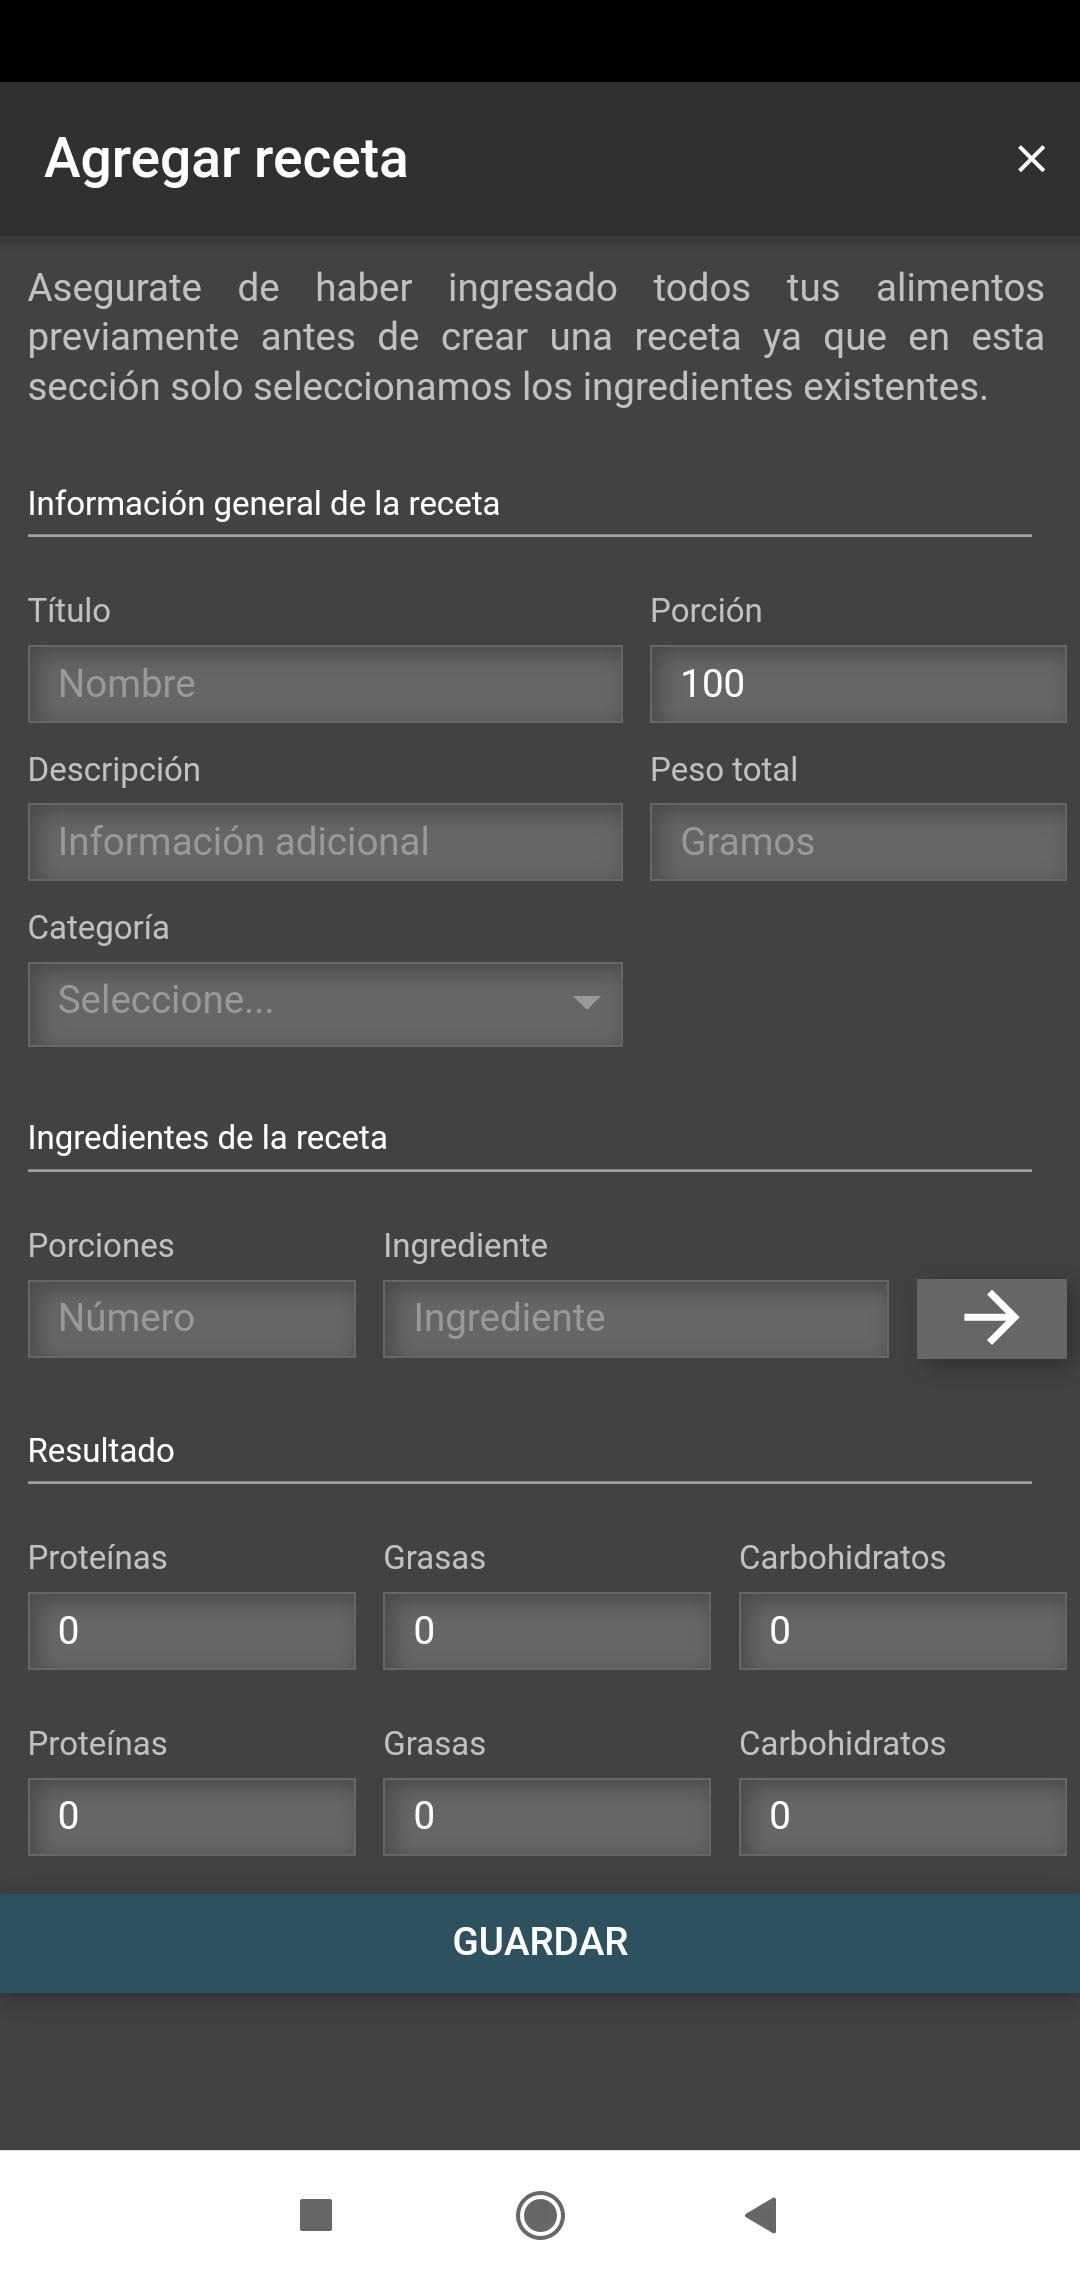 Agregar receta
Asegurate de haber ingresado todos tus alimentos
previamente antes de crear una receta ya que en esta
sección solo seleccionamos los ingredientes existentes.
Información general de la receta
Título Porción
Nombre 100
Descripción Peso total
Información adicional Gramos
Categoría
Seleccione...
Ingredientes de la receta
Porciones Ingrediente
Número Ingrediente
Resultado
Proteínas Grasas Carbohidratos
0 0 0
Proteínas Grasas Carbohidratos
0 0 0
GUARDAR